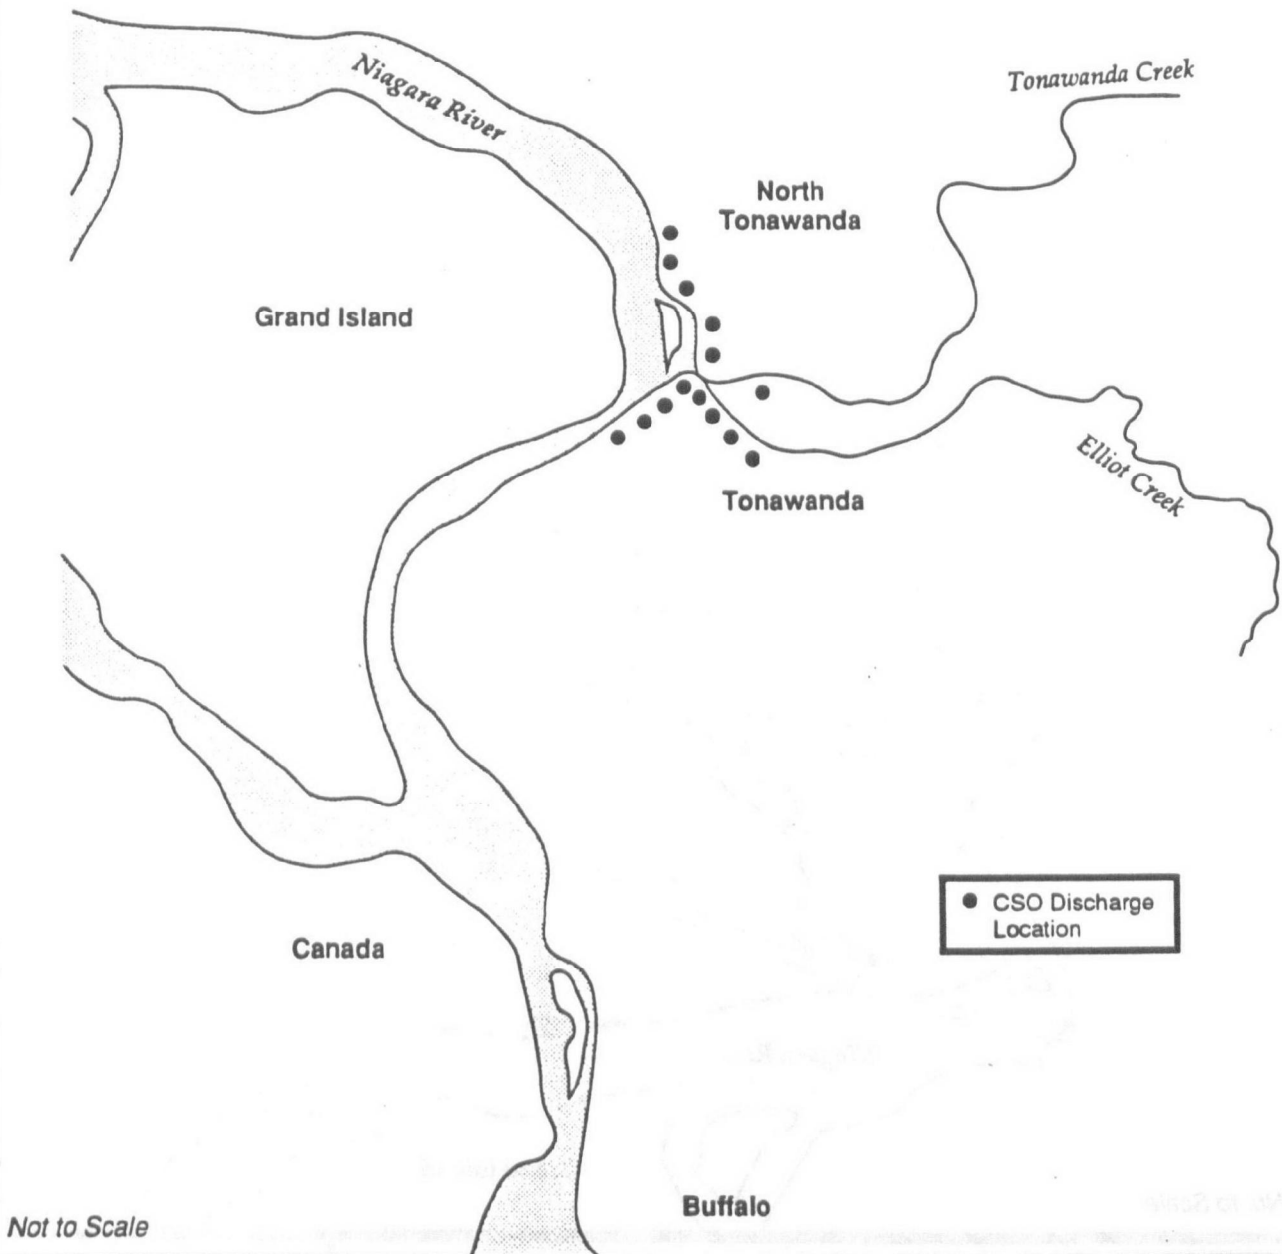 Niagara River
Tonawanda Creek
North
Tonawanda
Grand Island
Elliot Creek
Tonawanda
CSO Discharge
Location
Canada
Buffalo
Not to Scale